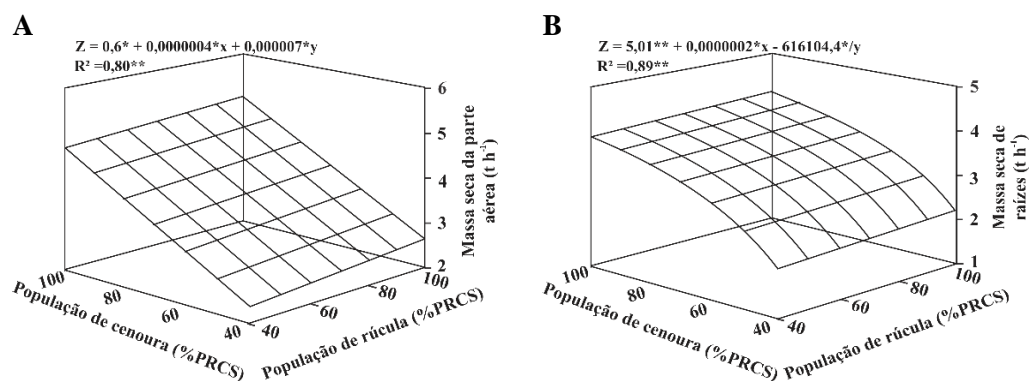 A
Z = 0,6* + 0,0000004*x + 0,000007*y
R² =0,80**
6
5
4
3
2
Massa seca da parte
aérea (t h⁻¹)
100
80
60
40
População de cenoura (%PRCS)
40
60
80
100
População de rúcula (%PRCS)
B
Z = 5,01** + 0,0000002*x - 616104,4*/y
R² =0,89**
5
4
3
2
1
Massa seca de
raízes (t h⁻¹)
100
80
60
40
População de cenoura (%PRCS)
40
60
80
100
População de rúcula (%PRCS)